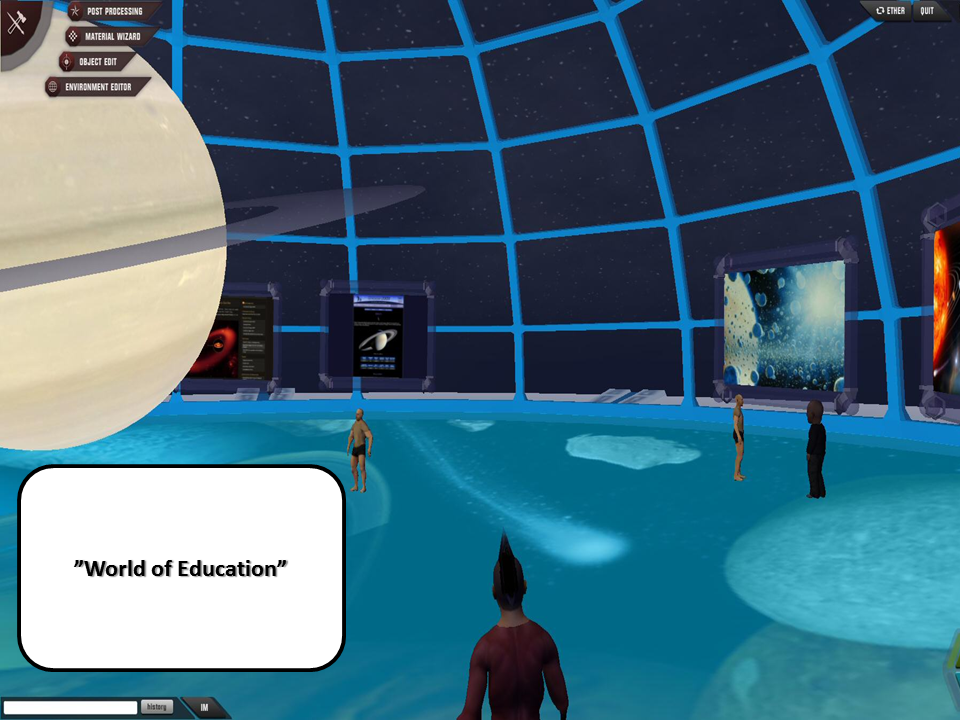 POST PROCESSING
MATERIAL WIZARD
OBJECT EDIT
ENVIRONMENT EDITOR
ETHER
QUIT
”World of Education”
history
IM